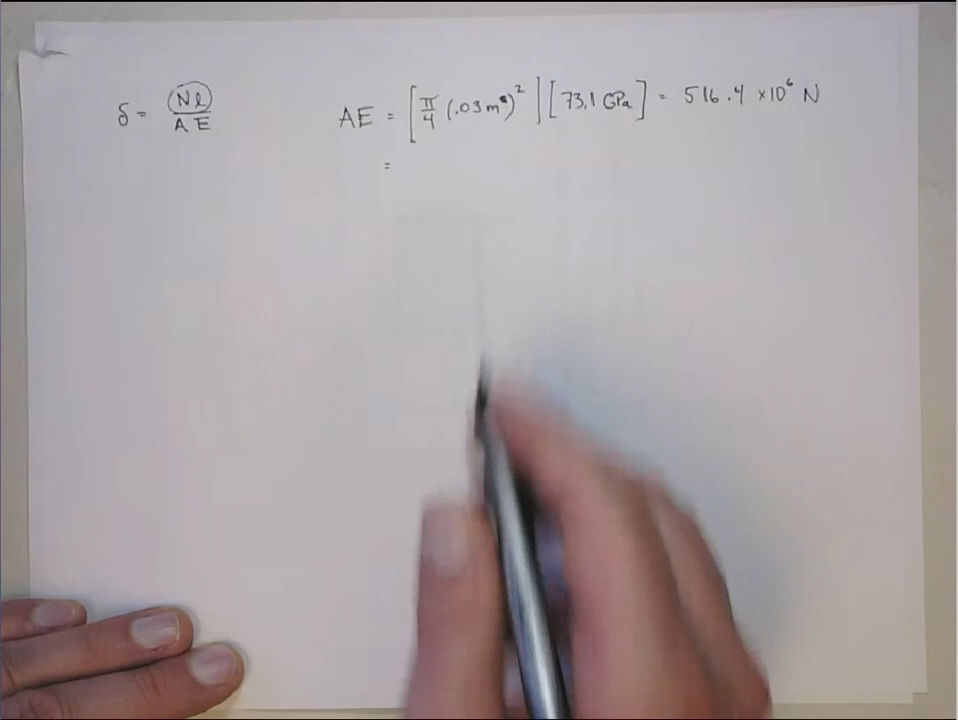 δ = Nl / AE
AE = [π/4 (.03 m)²][73.1 GPa] = 516.4 ×10⁶ N
=